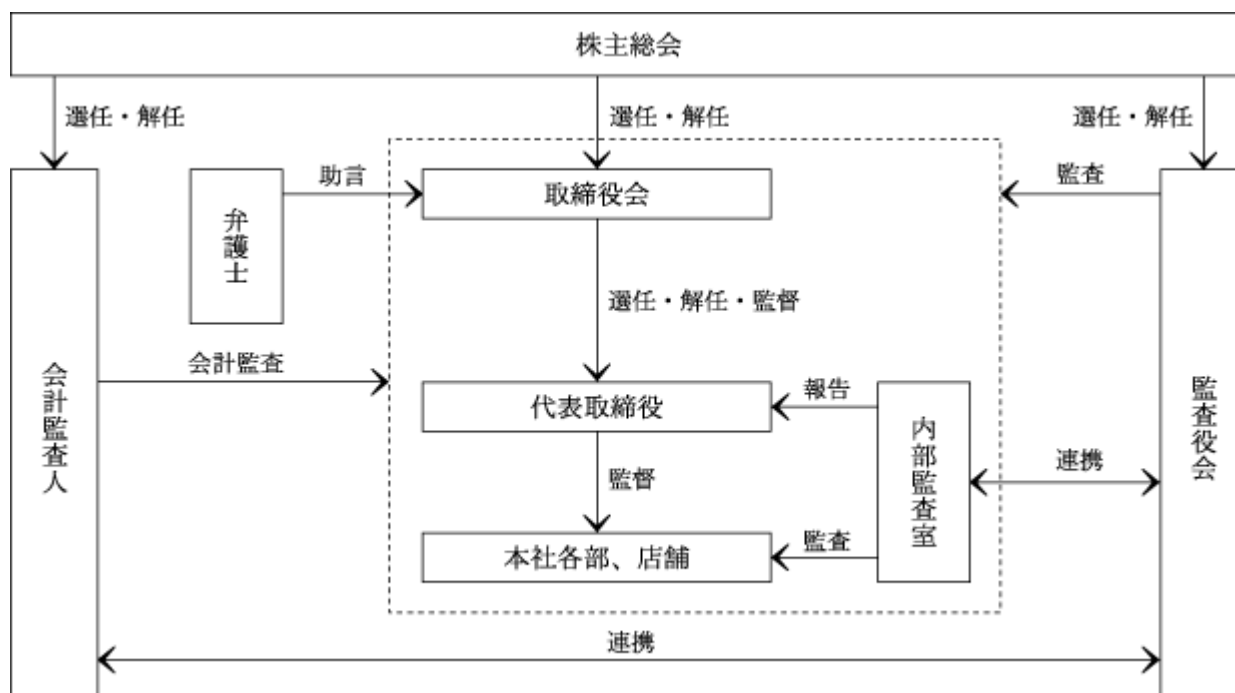 株主総会
選任・解任
選任・解任
選任・解任
助言
取締役会
監査
弁護士
選任・解任・監督
会計監査
会計監査人
代表取締役
報告
内部監査室
監査役会
連携
監督
本社各部、店舗
監査
連携